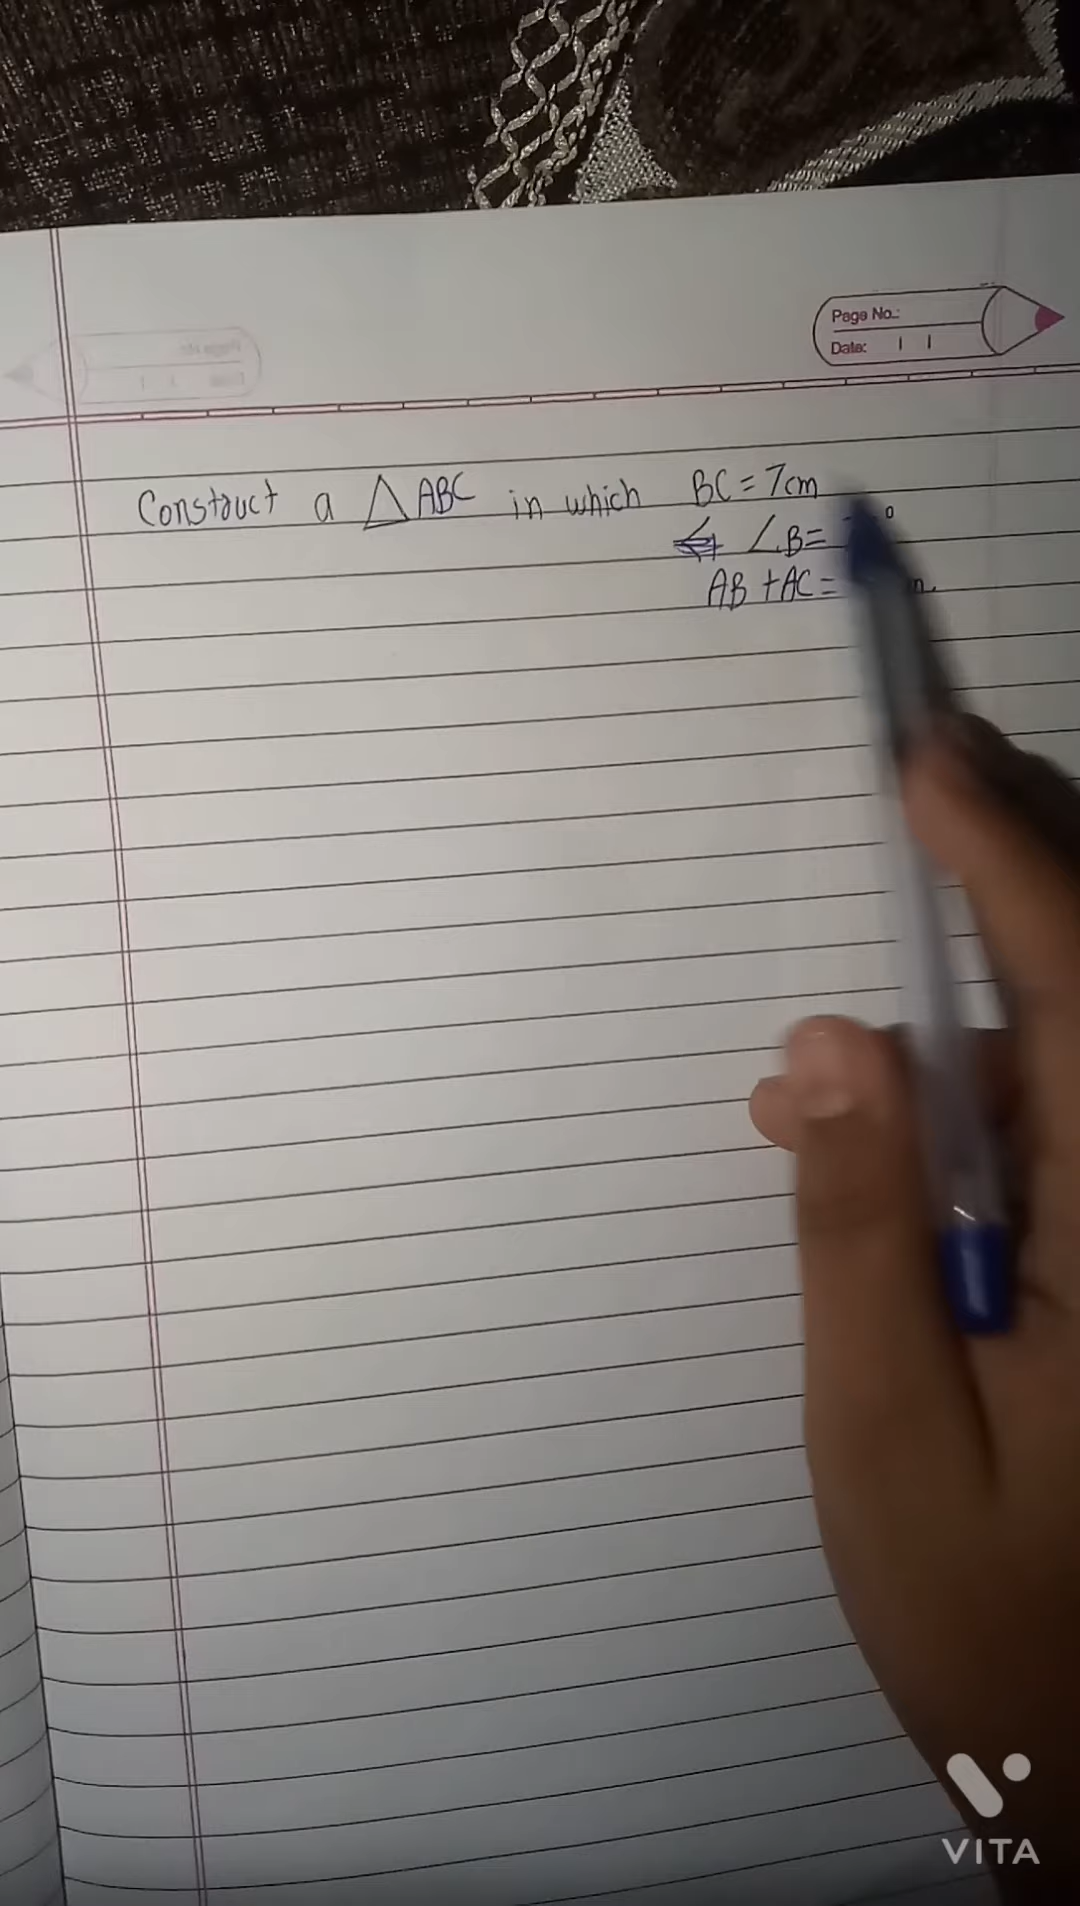 Page No.:
Date:
Construct a △ABC in which BC = 7cm
∠B= °
AB + AC =
VITA